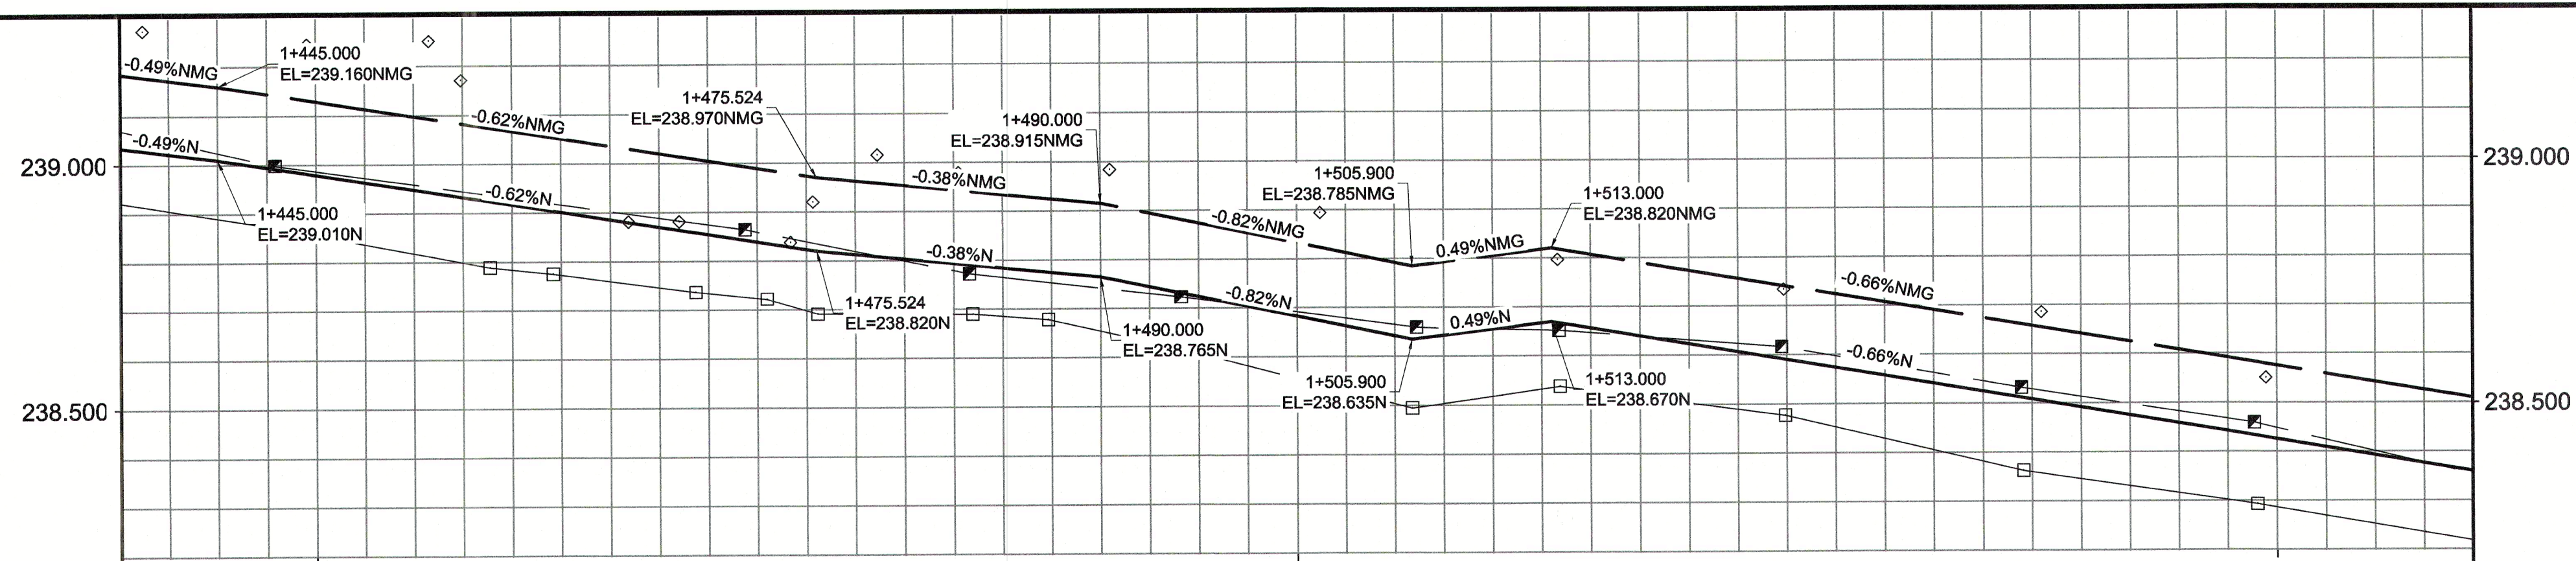 -0.49%NMG
1+445.000
EL=239.160NMG
-0.62%NMG
1+475.524
EL=238.970NMG
1+490.000
EL=238.915NMG
-0.38%NMG
1+505.900
EL=238.785NMG
1+513.000
EL=238.820NMG
-0.82%NMG
0.49%NMG
-0.66%NMG
239.000
239.000
-0.49%N
-0.62%N
1+445.000
EL=239.010N
-0.38%N
1+475.524
EL=238.820N
-0.82%N
0.49%N
1+490.000
EL=238.765N
-0.66%N
1+505.900
EL=238.635N
1+513.000
EL=238.670N
238.500
238.500